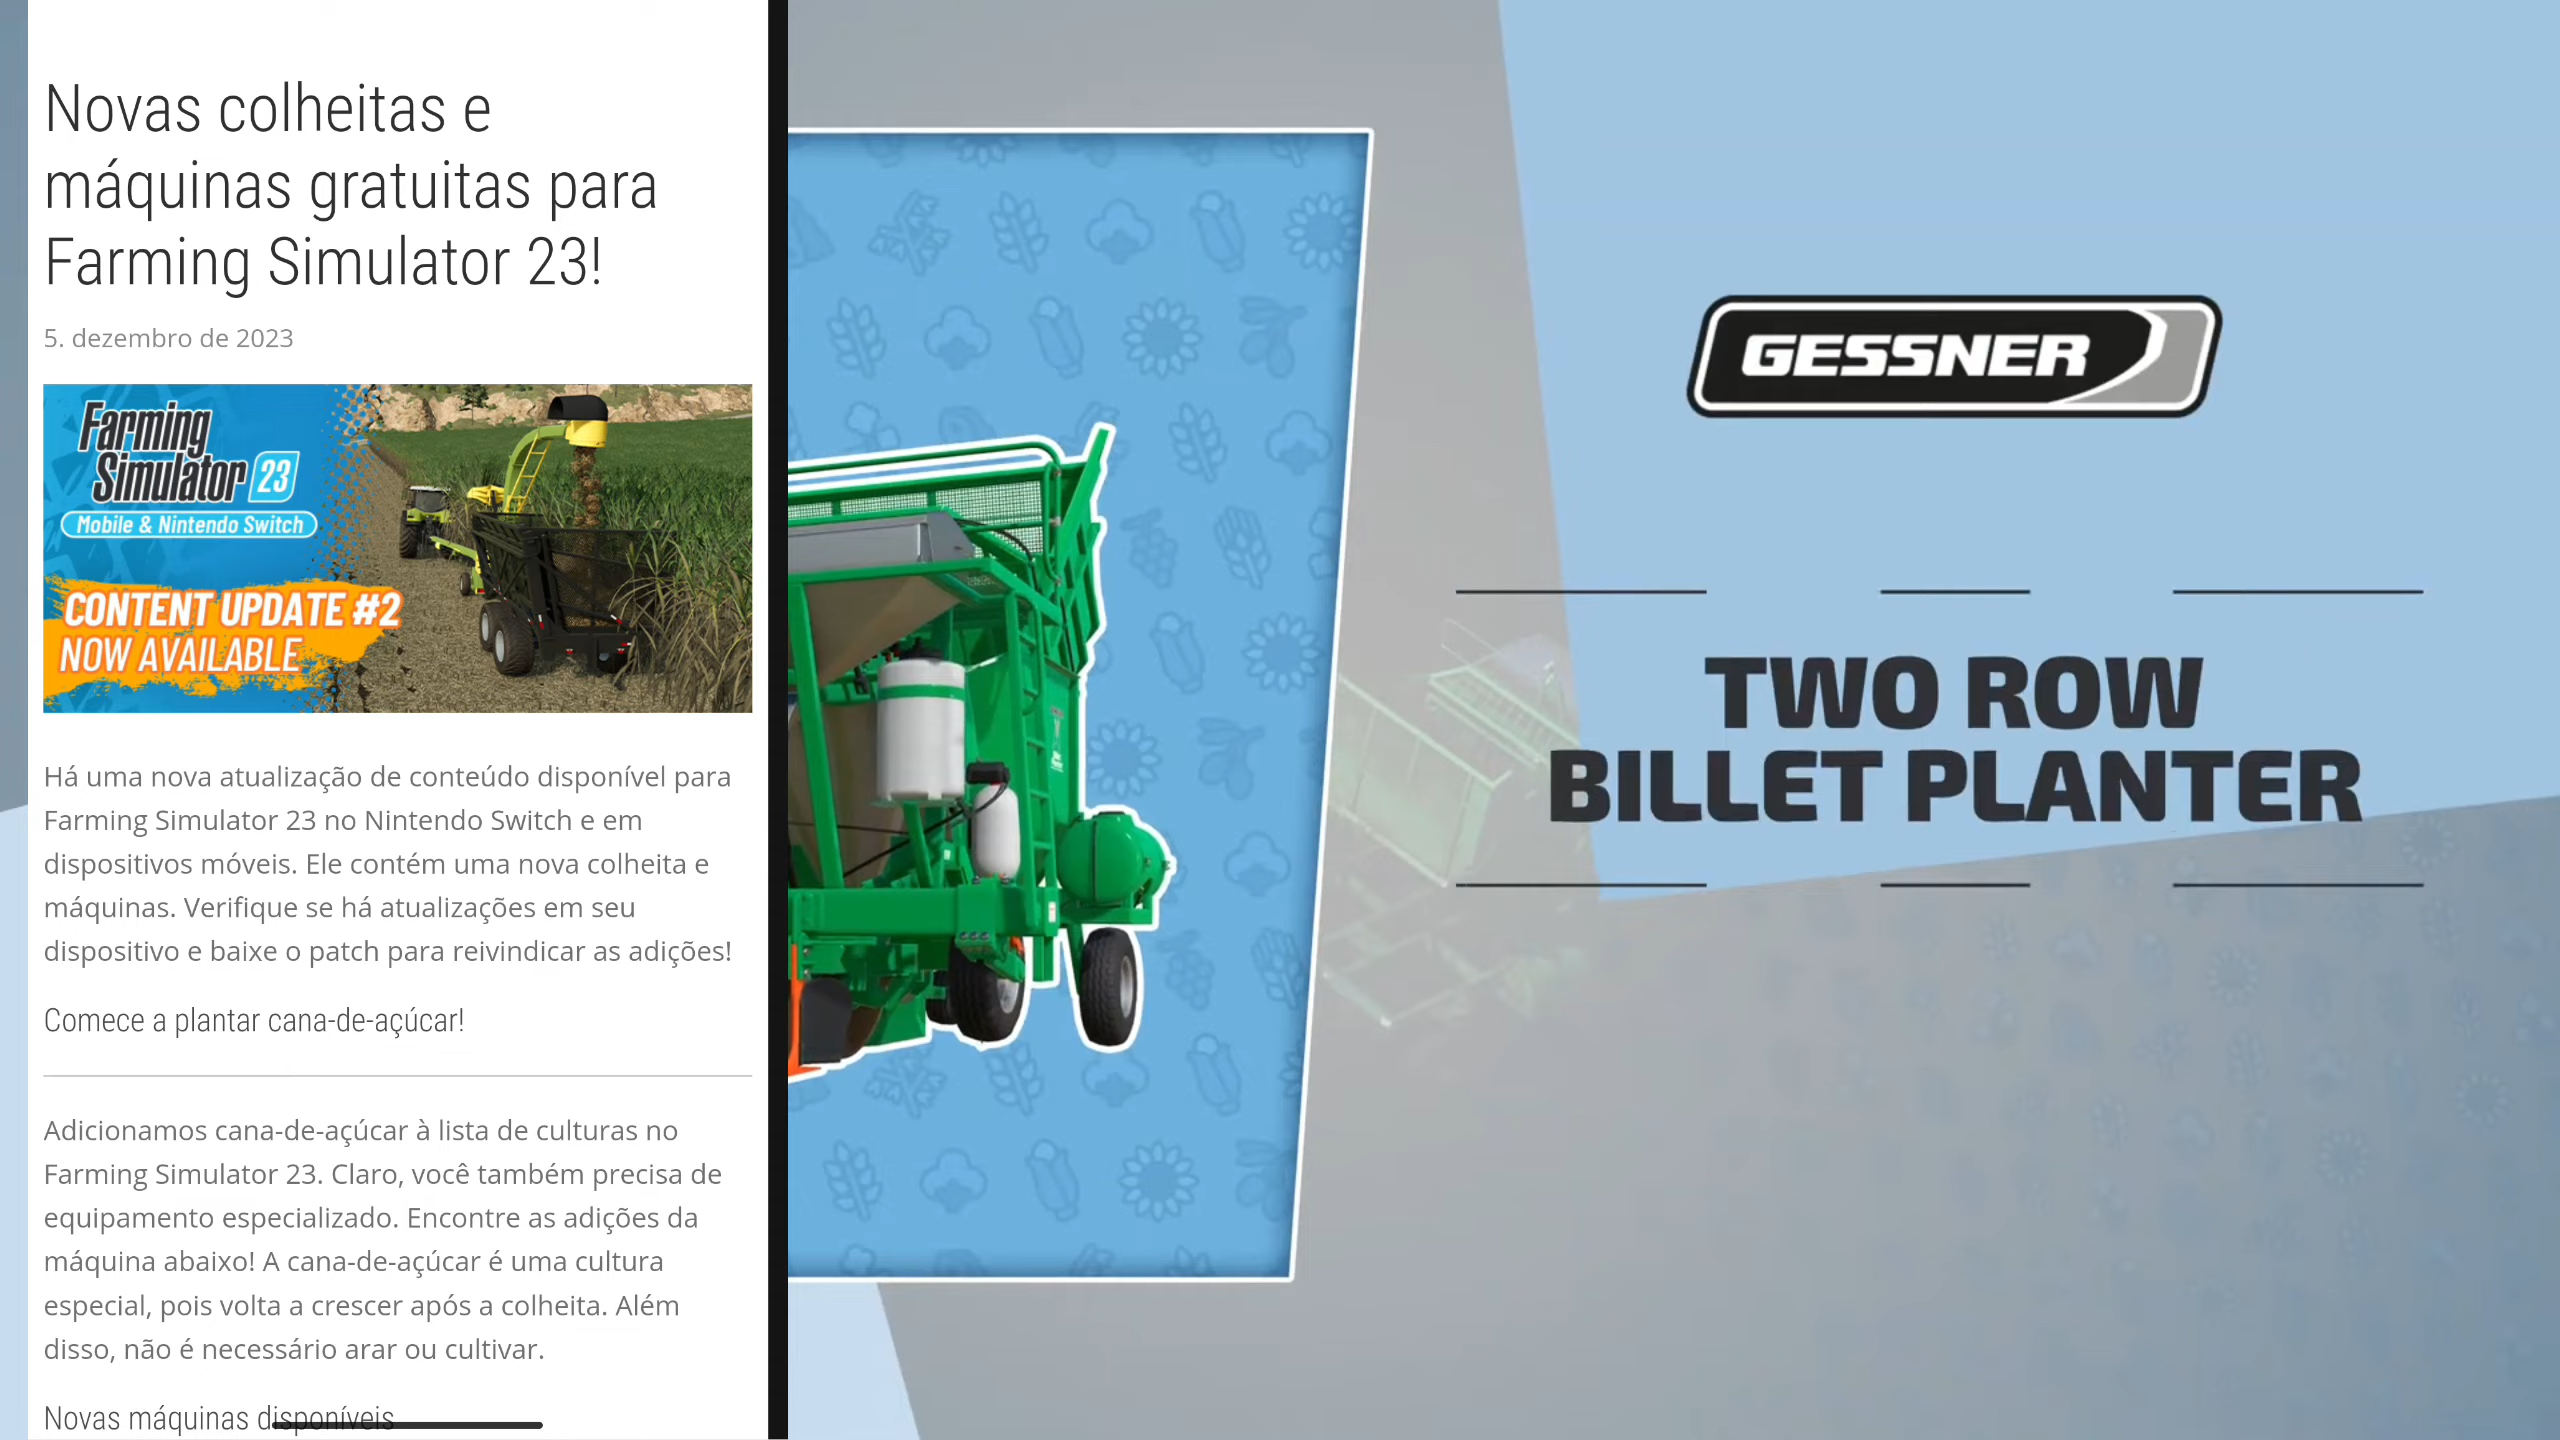 Novas colheitas e
máquinas gratuitas para
Farming Simulator 23!
5. dezembro de 2023
Farming
Simulator 23
Mobile & Nintendo Switch
CONTENT UPDATE #2
NOW AVAILABLE
Há uma nova atualização de conteúdo disponível para
Farming Simulator 23 no Nintendo Switch e em
dispositivos móveis. Ele contém uma nova colheita e
máquinas. Verifique se há atualizações em seu
dispositivo e baixe o patch para reivindicar as adições!
Comece a plantar cana-de-açúcar!
Adicionamos cana-de-açúcar à lista de culturas no
Farming Simulator 23. Claro, você também precisa de
equipamento especializado. Encontre as adições da
máquina abaixo! A cana-de-açúcar é uma cultura
especial, pois volta a crescer após a colheita. Além
disso, não é necessário arar ou cultivar.
Novas máquinas disponíveis
GESSNER
TWO ROW
BILLET PLANTER